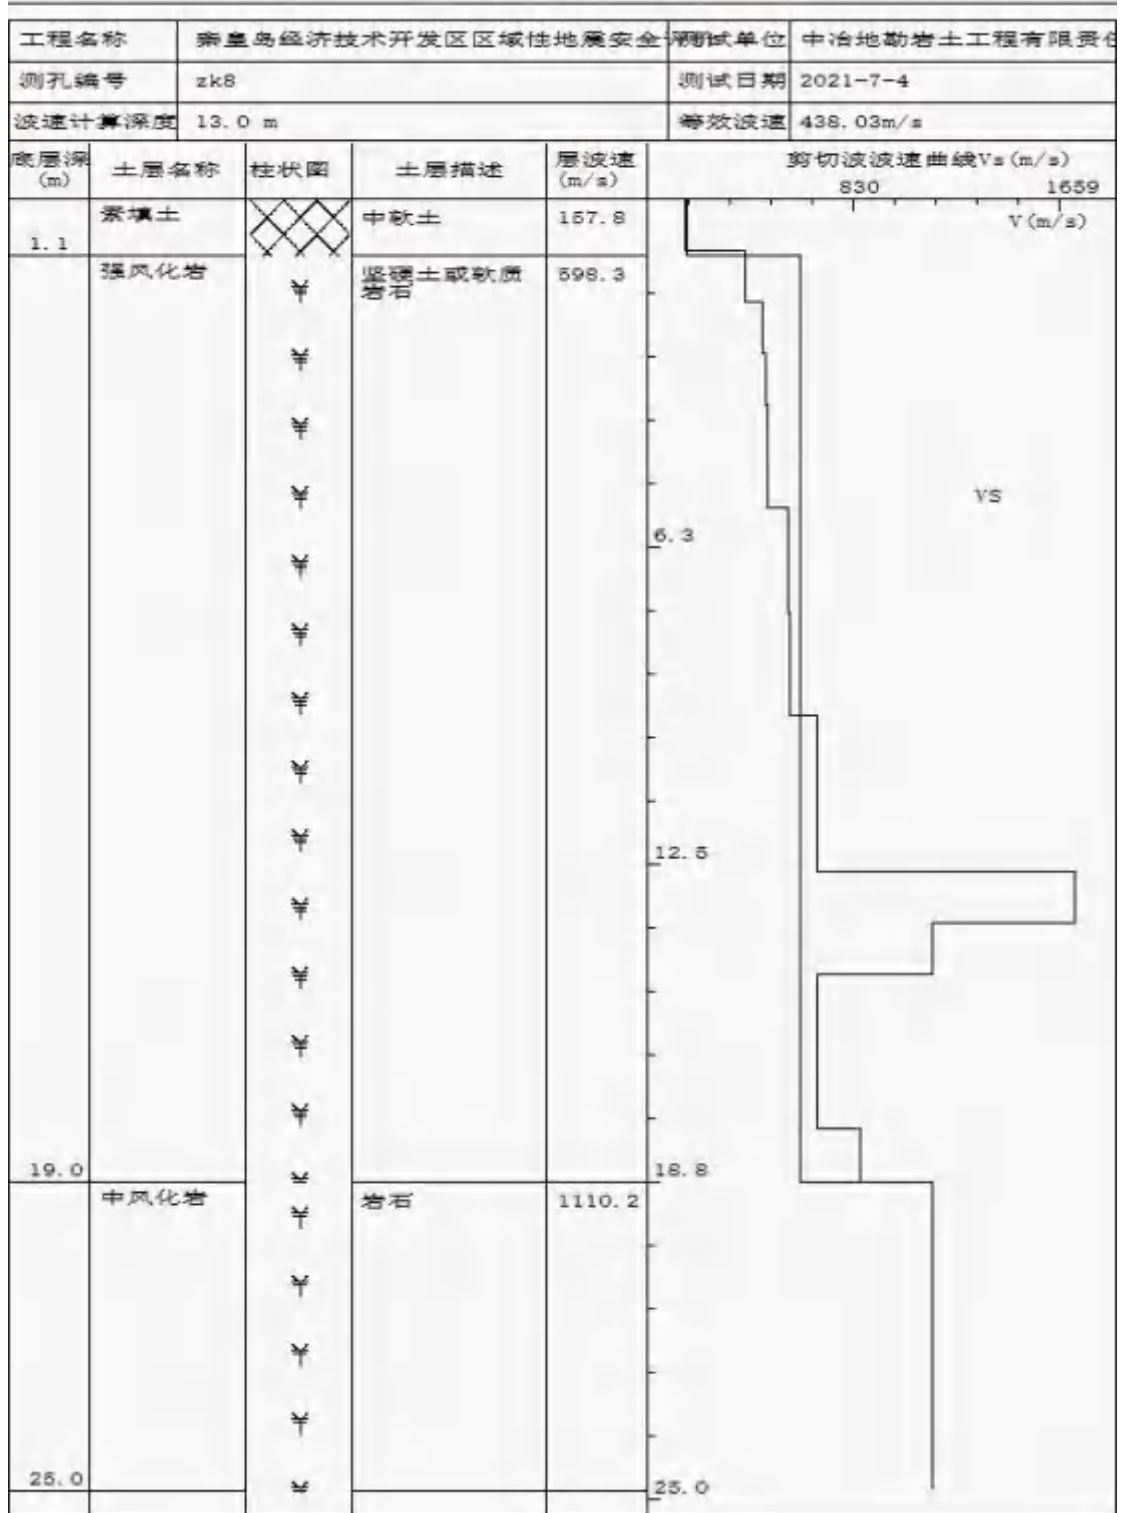 工程名称 秦皇岛经济技术开发区区域性地震安全 测试单位 中冶地勘岩土工程有限责任
测孔编号 zk8 测试日期 2021-7-4
波速计算深度 13.0 m 等效波速 438.03m/s
底层深 (m) 土层名称 柱状图 土层描述 层波速 (m/s) 剪切波波速曲线Vs(m/s)
830 1659
V(m/s)
1.1 素填土 中软土 157.8
强风化岩 坚硬土或软质 598.3
岩石
VS
6.3
12.5
19.0 18.8
中风化岩 岩石 1110.2
25.0 25.0